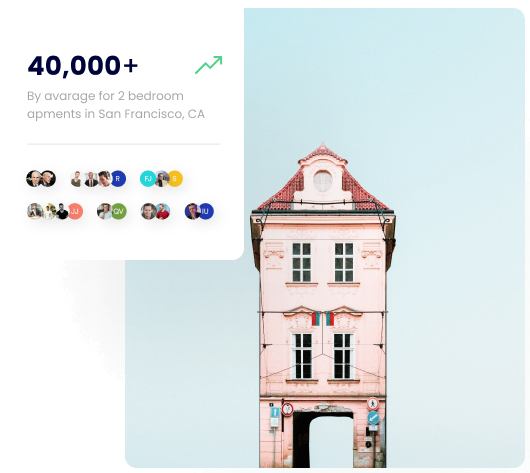 40,000+
By avarage for 2 bedroom
apments in San Francisco, CA
R
FJ
S
JJ
QV
IU